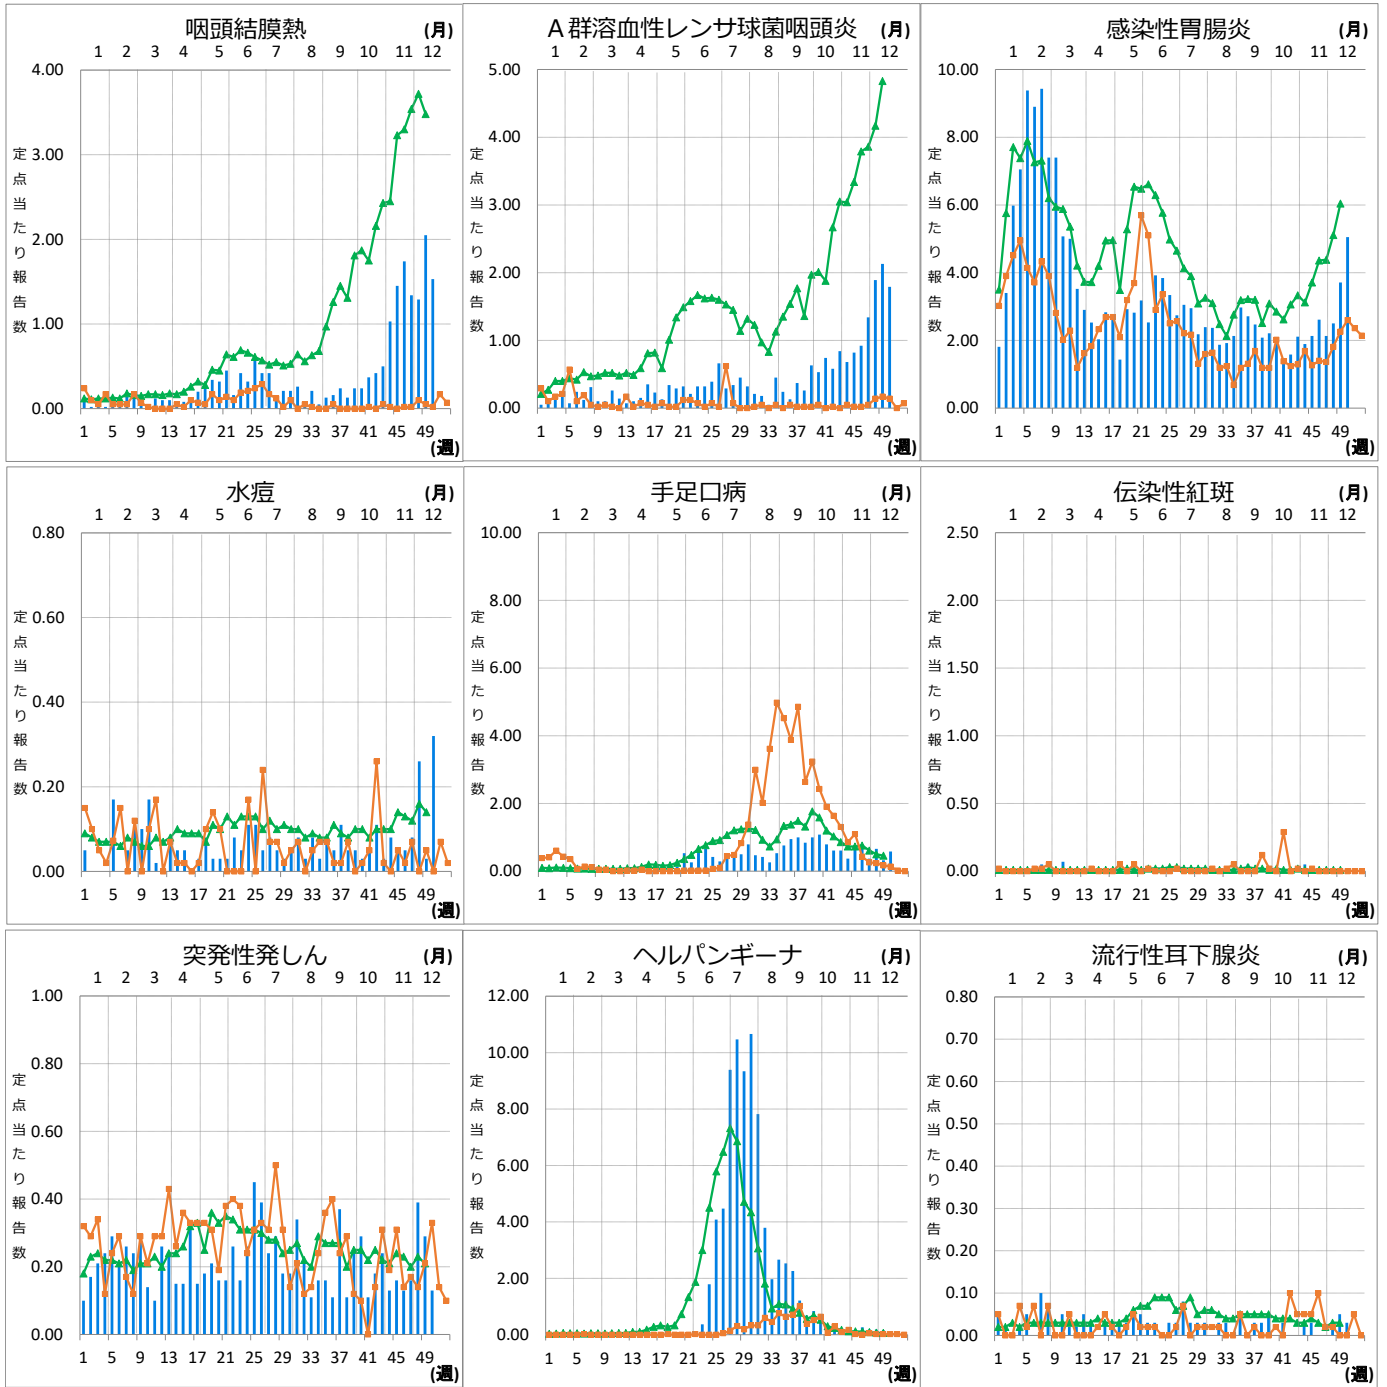 咽頭結膜熱 (月)
1 2 3 4 5 6 7 8 9 10 11 12
4.00
3.00
2.00
1.00
0.00
定点当たり報告数
1 5 9 13 17 21 25 29 33 37 41 45 49
(週)
A群溶血性レンサ球菌咽頭炎 (月)
1 2 3 4 5 6 7 8 9 10 11 12
5.00
4.00
3.00
2.00
1.00
0.00
定点当たり報告数
1 5 9 13 17 21 25 29 33 37 41 45 49
(週)
感染性胃腸炎 (月)
1 2 3 4 5 6 7 8 9 10 11 12
10.00
8.00
6.00
4.00
2.00
0.00
定点当たり報告数
1 5 9 13 17 21 25 29 33 37 41 45 49
(週)
水痘 (月)
1 2 3 4 5 6 7 8 9 10 11 12
0.80
0.60
0.40
0.20
0.00
定点当たり報告数
1 5 9 13 17 21 25 29 33 37 41 45 49
(週)
手足口病 (月)
1 2 3 4 5 6 7 8 9 10 11 12
10.00
8.00
6.00
4.00
2.00
0.00
定点当たり報告数
1 5 9 13 17 21 25 29 33 37 41 45 49
(週)
伝染性紅斑 (月)
1 2 3 4 5 6 7 8 9 10 11 12
2.50
2.00
1.50
1.00
0.50
0.00
定点当たり報告数
1 5 9 13 17 21 25 29 33 37 41 45 49
(週)
突発性発しん (月)
1 2 3 4 5 6 7 8 9 10 11 12
1.00
0.80
0.60
0.40
0.20
0.00
定点当たり報告数
1 5 9 13 17 21 25 29 33 37 41 45 49
(週)
ヘルパンギーナ (月)
1 2 3 4 5 6 7 8 9 10 11 12
12.00
10.00
8.00
6.00
4.00
2.00
0.00
定点当たり報告数
1 5 9 13 17 21 25 29 33 37 41 45 49
(週)
流行性耳下腺炎 (月)
1 2 3 4 5 6 7 8 9 10 11 12
0.80
0.70
0.60
0.50
0.40
0.30
0.20
0.10
0.00
定点当たり報告数
1 5 9 13 17 21 25 29 33 37 41 45 49
(週)